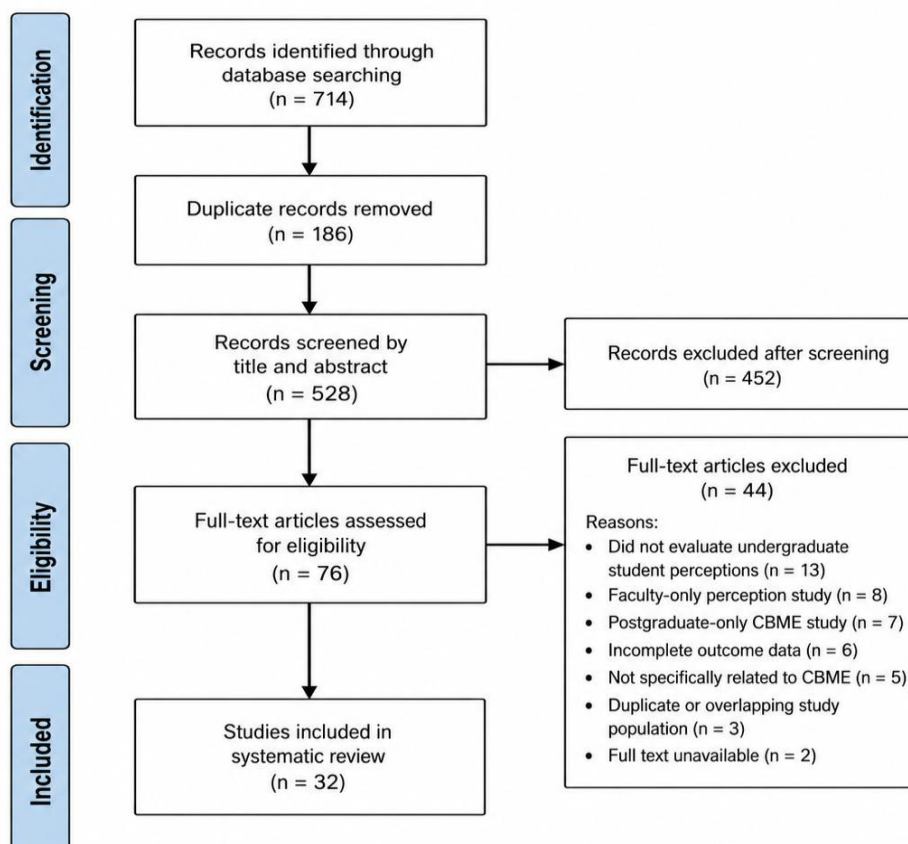 Identification
Records identified through
database searching
(n = 714)
Duplicate records removed
(n = 186)
Screening
Records screened by
title and abstract
(n = 528)
Records excluded after screening
(n = 452)
Eligibility
Full-text articles assessed
for eligibility
(n = 76)
Full-text articles excluded
(n = 44)
Reasons:
• Did not evaluate undergraduate
student perceptions (n = 13)
• Faculty-only perception study (n = 8)
• Postgraduate-only CBME study (n = 7)
• Incomplete outcome data (n = 6)
• Not specifically related to CBME (n = 5)
• Duplicate or overlapping study
population (n = 3)
• Full text unavailable (n = 2)
Included
Studies included in
systematic review
(n = 32)